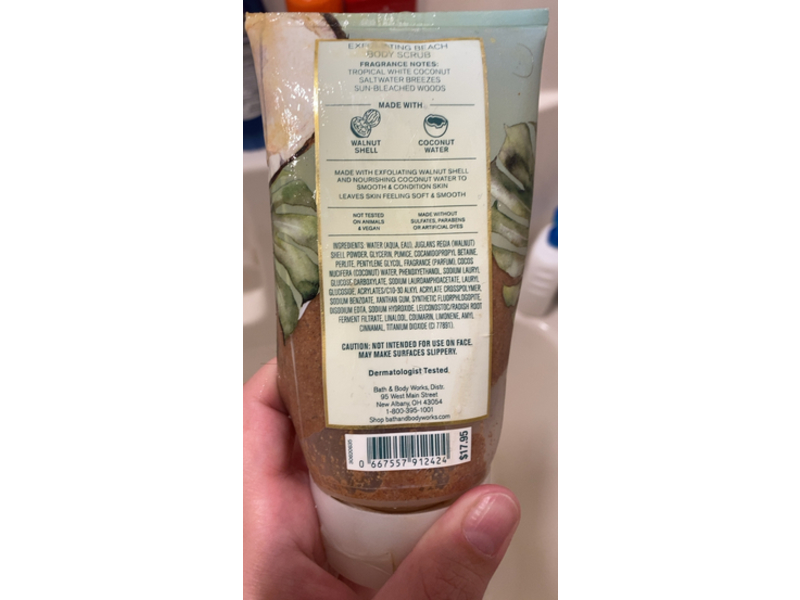 EXFOLIATING BEACH
BODY SCRUB
FRAGRANCE NOTES:
TROPICAL WHITE COCONUT
SALTWATER BREEZES
SUN-BLEACHED WOODS
MADE WITH
WALNUT SHELL
COCONUT WATER
MADE WITH EXFOLIATING WALNUT SHELL
AND NOURISHING COCONUT WATER TO
SMOOTH & CONDITION SKIN
LEAVES SKIN FEELING SOFT & SMOOTH
NOT TESTED
ON ANIMALS
& VEGAN
MADE WITHOUT
SULFATES, PARABENS
OR ARTIFICIAL DYES
INGREDIENTS: WATER (AQUA, EAU), JUGLANS REGIA (WALNUT)
SHELL POWDER, GLYCERIN, PUMICE, COCAMIDOPROPYL BETAINE,
PERLITE, PENTYLENE GLYCOL, FRAGRANCE (PARFUM), COCOS
NUCIFERA (COCONUT) WATER, PHENOXYETHANOL, SODIUM LAURYL
GLUCOSE CARBOXYLATE, SODIUM LAUROAMPHOACETATE, LAURYL
GLUCOSIDE, ACRYLATES/C10-30 ALKYL ACRYLATE CROSSPOLYMER,
SODIUM BENZOATE, XANTHAN GUM, SYNTHETIC FLUORPHLOGOPITE,
DISODIUM EDTA, SODIUM HYDROXIDE, LEUCONOSTOC/RADISH ROOT
FERMENT FILTRATE, LINALOOL, COUMARIN, LIMONENE, AMYL
CINNAMAL, TITANIUM DIOXIDE (CI 77891).
CAUTION: NOT INTENDED FOR USE ON FACE.
MAY MAKE SURFACES SLIPPERY.
Dermatologist Tested.
Bath & Body Works, Distr.
95 West Main Street
New Albany, OH 43054
1-800-395-1001
Shop bathandbodyworks.com
0 667557 912424
$17.95